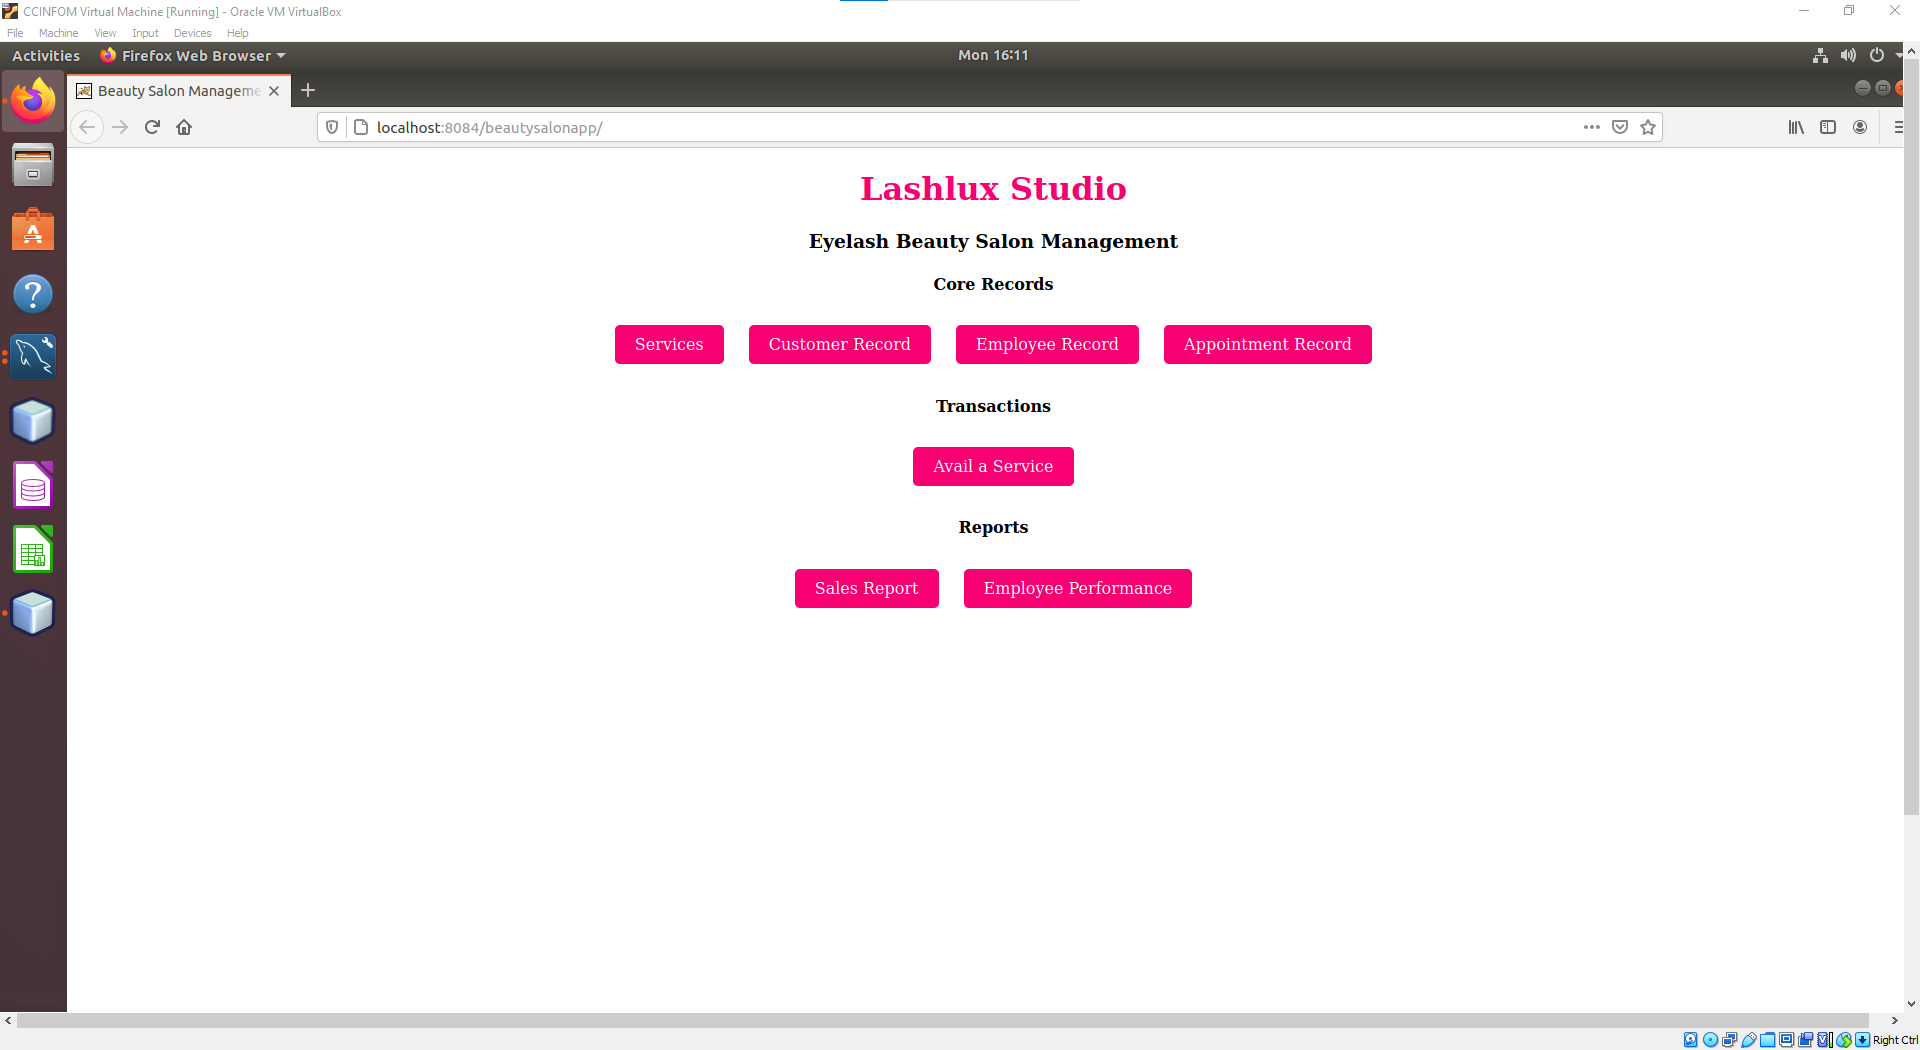 CCINFOM Virtual Machine [Running] - Oracle VM VirtualBox
File Machine View Input Devices Help
Activities Firefox Web Browser Mon 16:11
Beauty Salon Manageme
localhost:8084/beautysalonapp/
Lashlux Studio
Eyelash Beauty Salon Management
Core Records
Services Customer Record Employee Record Appointment Record
Transactions
Avail a Service
Reports
Sales Report Employee Performance
Right Ctrl